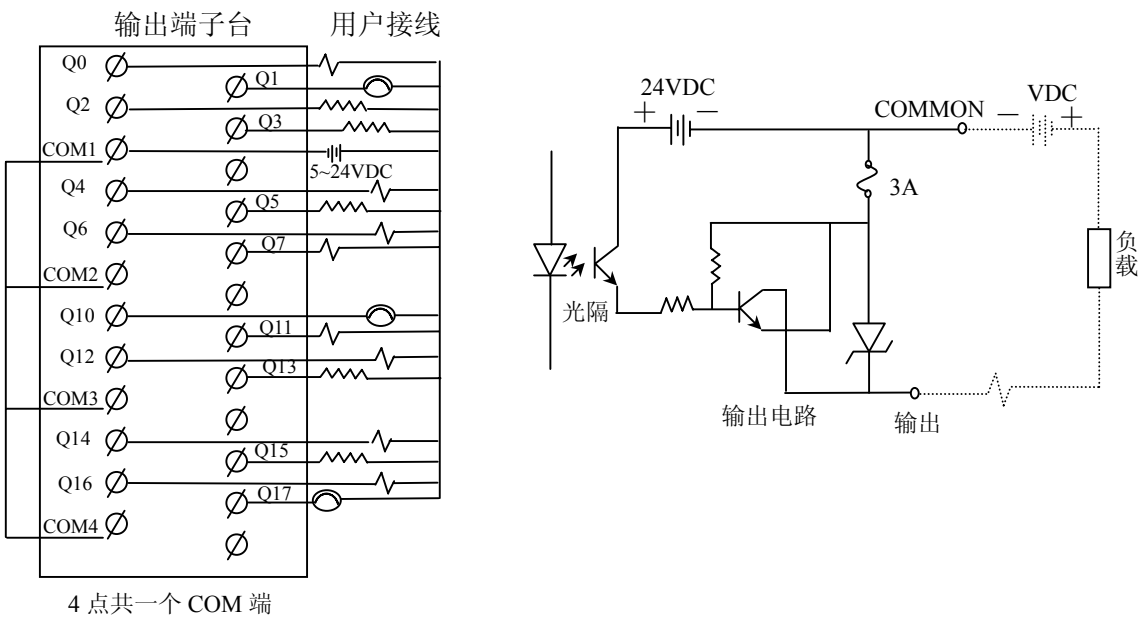 输出端子台
用户接线
Q0
Q1
Q2
Q3
COM1
5~24VDC
Q4
Q5
Q6
Q7
COM2
Q10
Q11
Q12
Q13
COM3
Q14
Q15
Q16
Q17
COM4
4 点共一个 COM 端
24VDC
+ −
COMMON
VDC
− +
3A
负载
光隔
输出电路
输出